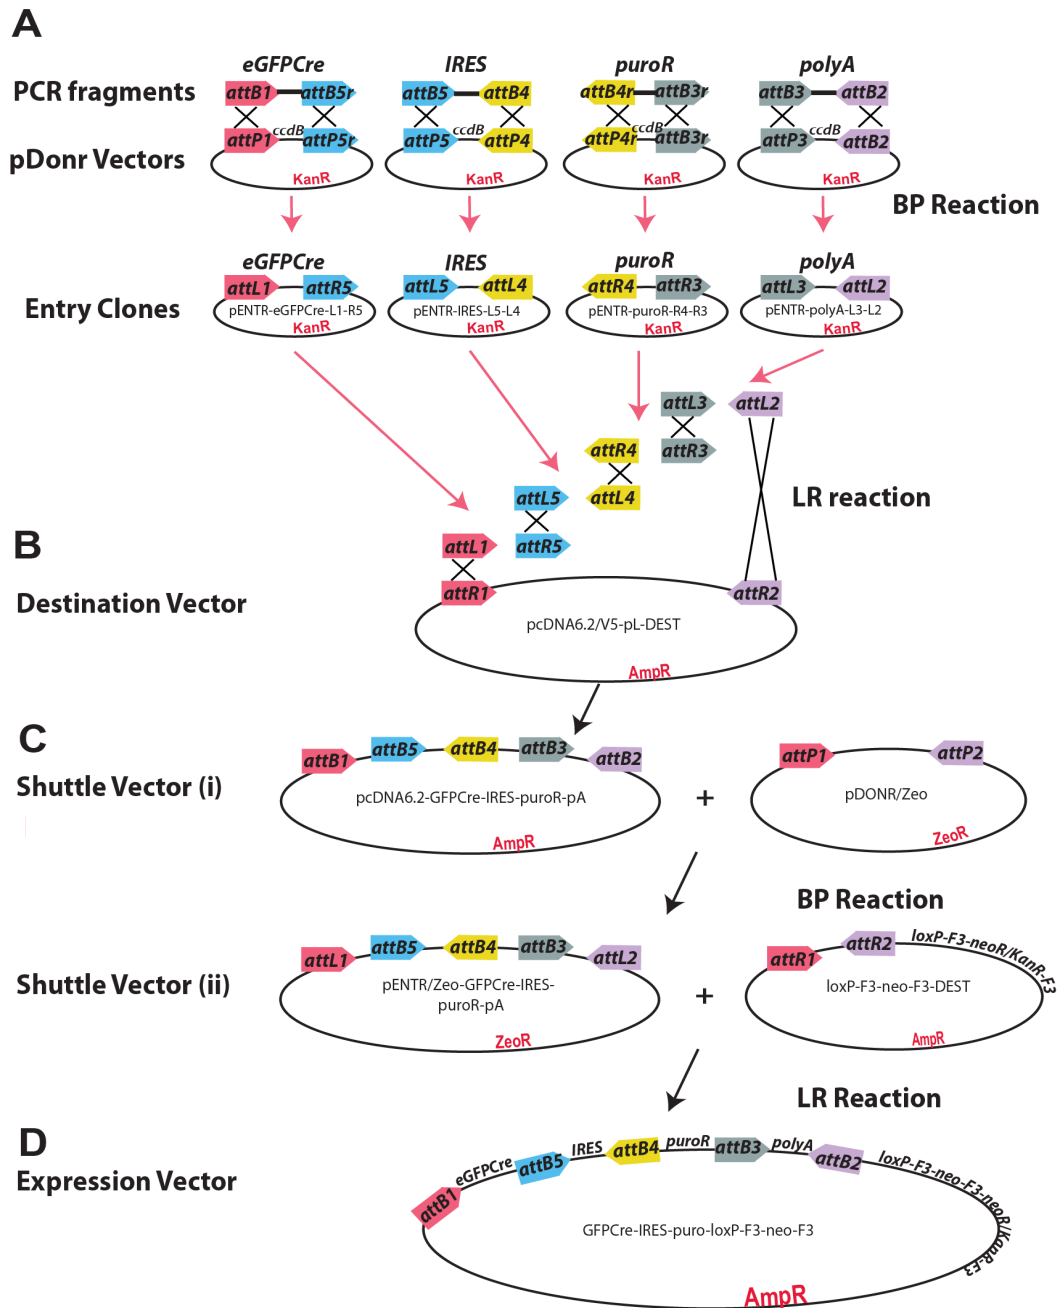 A
eGFPCre IRES puroR polyA
PCR fragments attB1 attB5r attB5 attB4 attB4r attB3r attB3 attB2
ccdB ccdB ccdB ccdB
pDonr Vectors attP1 attP5r attP5 attP4 attP4r attB3r attP3 attB2
KanR KanR KanR KanR
BP Reaction
eGFPCre IRES puroR polyA
attL1 attR5 attL5 attL4 attR4 attR3 attL3 attL2
Entry Clones pENTR-eGFPCre-L1-R5 pENTR-IRES-L5-L4 pENTR-puroR-R4-R3 pENTR-polyA-L3-L2
KanR KanR KanR KanR
attL3 attL2
attR4 attR3
attL5 attL4 LR reaction
B
attL1 attR5
attR1 attR2
Destination Vector
pcDNA6.2/V5-pL-DEST
AmpR
C
attB1 attB5 attB4 attB3 attB2 attP1 attP2
Shuttle Vector (i) pcDNA6.2-GFPCre-IRES-puroR-pA + pDONR/Zeo
AmpR ZeoR
BP Reaction
attL1 attB5 attB4 attB3 attL2 attR1 attR2 loxP-F3-neoR/KanR-F3
Shuttle Vector (ii) pENTR/Zeo-GFPCre-IRES-
puroR-pA + loxP-F3-neo-F3-DEST
ZeoR AmpR
LR Reaction
D
attB1 eGFPCre attB5 IRES attB4 puroR attB3 polyA attB2 loxP-F3-neo-F3-neoR/KanR-F3
Expression Vector
GFPCre-IRES-puro-loxP-F3-neo-F3
AmpR